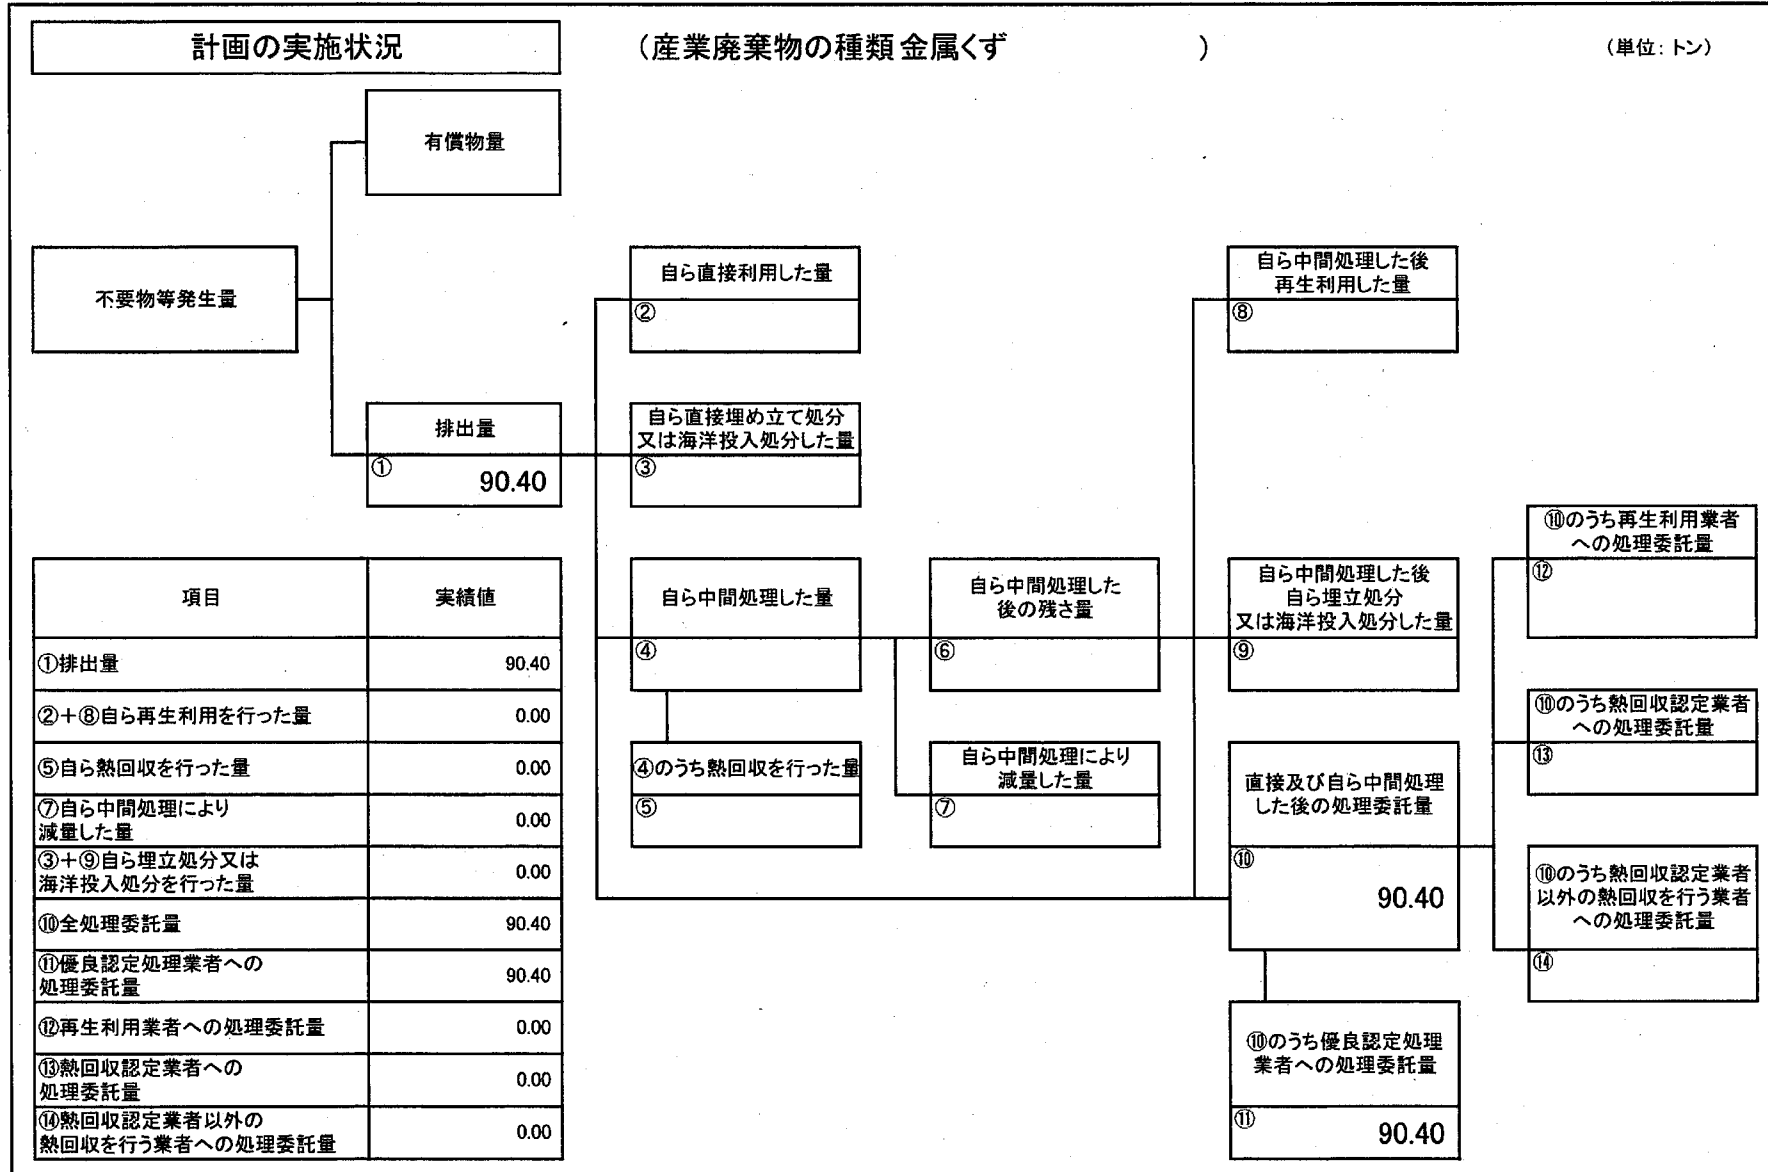 計画の実施状況
(産業廃棄物の種類 金属くず )
(単位: トン)
有償物量
不要物等発生量
自ら直接利用した量
②
自ら中間処理した後
再生利用した量
⑧
排出量
①
90.40
自ら直接埋め立て処分
又は海洋投入処分した量
③
⑩のうち再生利用業者
への処理委託量
⑫
自ら中間処理した量
④
自ら中間処理した
後の残さ量
⑥
自ら中間処理した後
自ら埋立処分
又は海洋投入処分した量
⑨
⑩のうち熱回収認定業者
への処理委託量
⑬
④のうち熱回収を行った量
⑤
自ら中間処理により
減量した量
⑦
直接及び自ら中間処理
した後の処理委託量
⑩
90.40
⑩のうち熱回収認定業者
以外の熱回収を行う業者
への処理委託量
⑭
⑩のうち優良認定処理
業者への処理委託量
⑪
90.40
項目 実績値
①排出量 90.40
②+⑧自ら再生利用を行った量 0.00
⑤自ら熱回収を行った量 0.00
⑦自ら中間処理により
減量した量 0.00
③+⑨自ら埋立処分又は
海洋投入処分を行った量 0.00
⑩全処理委託量 90.40
⑪優良認定処理業者への
処理委託量 90.40
⑫再生利用業者への処理委託量 0.00
⑬熱回収認定業者への
処理委託量 0.00
⑭熱回収認定業者以外の
熱回収を行う業者への処理委託量 0.00